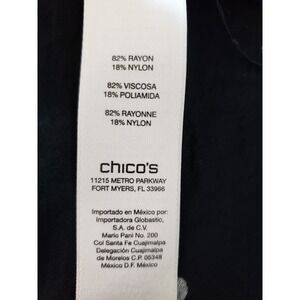 82% RAYON
18% NYLON
82% VISCOSA
18% POLIAMIDA
82% RAYONNE
18% NYLON
chico's
11215 METRO PARKWAY
FORT MYERS, FL 33966
Importado en México por:
Importadora Globastic,
S.A. de C.V.
Mario Pani No. 200
Col Santa Fe Cuajimalpa
Delegación Cuajimalpa
de Morelos C.P. 05348
México D.F. México